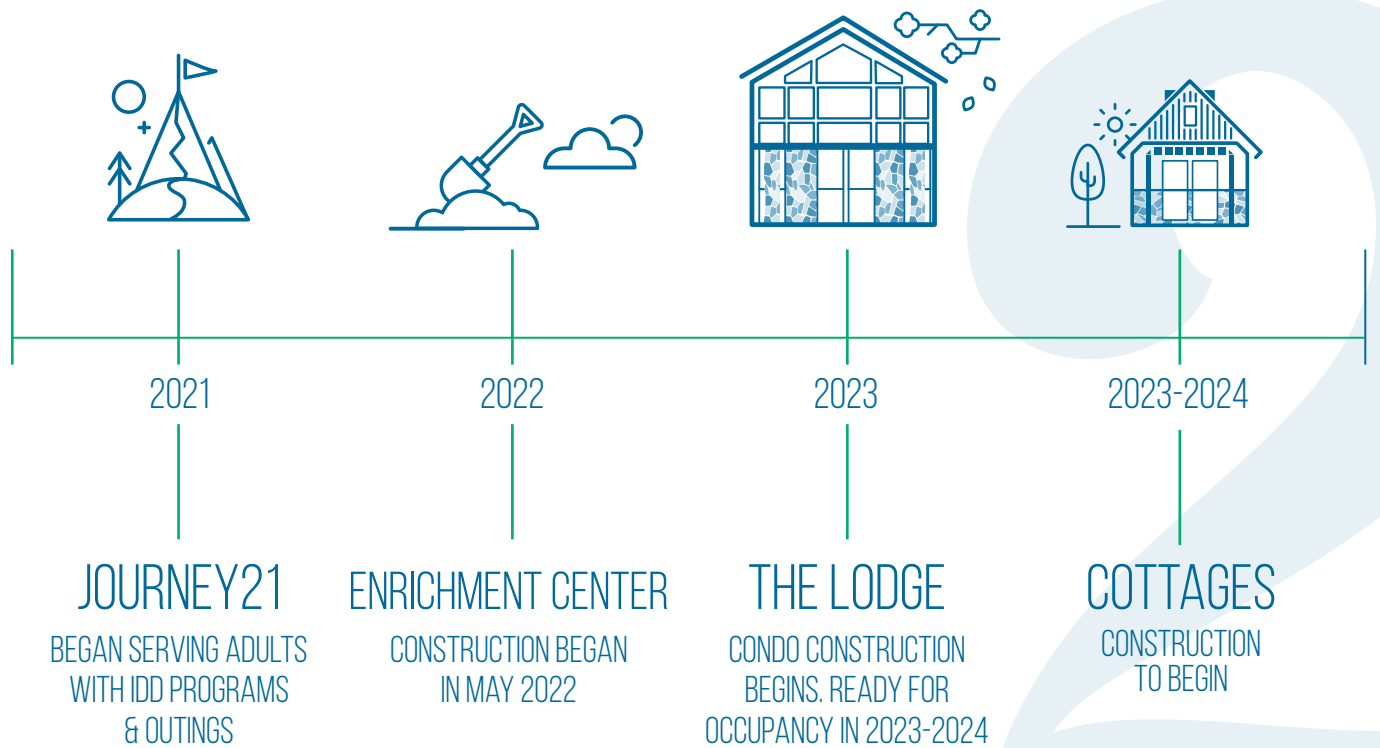 2021
2022
2023
2023-2024
JOURNEY21
BEGAN SERVING ADULTS
WITH IDD PROGRAMS
& OUTINGS
ENRICHMENT CENTER
CONSTRUCTION BEGAN
IN MAY 2022
THE LODGE
CONDO CONSTRUCTION
BEGINS. READY FOR
OCCUPANCY IN 2023-2024
COTTAGES
CONSTRUCTION
TO BEGIN